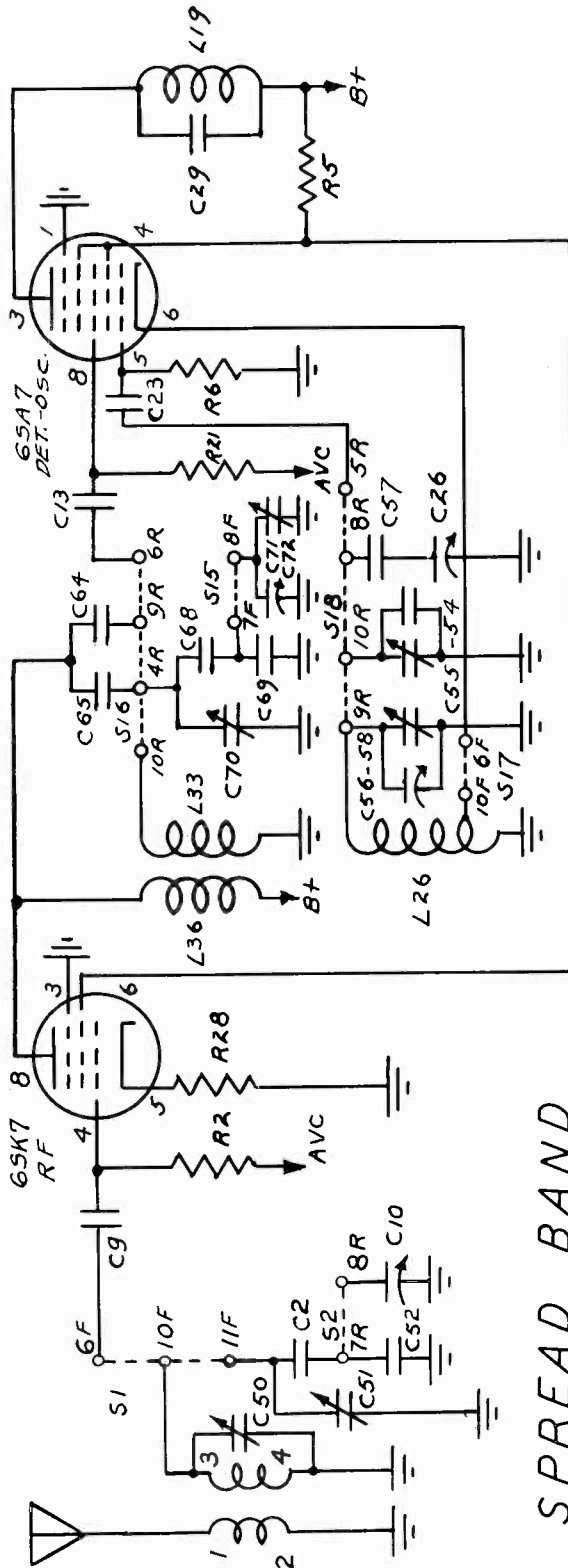 6SK7
RF
8
3
6
4
5
C9
R2
AVC
R28
6F
S1
10F
11F
1
2
3
4
C50
C51
C2
S2
7R
8R
C52
C10
L36
B+
L33
C65
C64
S16
10R
4R
9R
6R
C13
C70
C68
C69
7F
S15
8F
C71
C72
R21
AVC
6SA7
DET.-OSC.
3
8
5
1
4
6
C23
R6
C29
L19
R5
B+
L26
9R
S18
10R
8R
5R
C56-58
C55-54
C57
C26
10F
6F
S17
SPREAD BAND